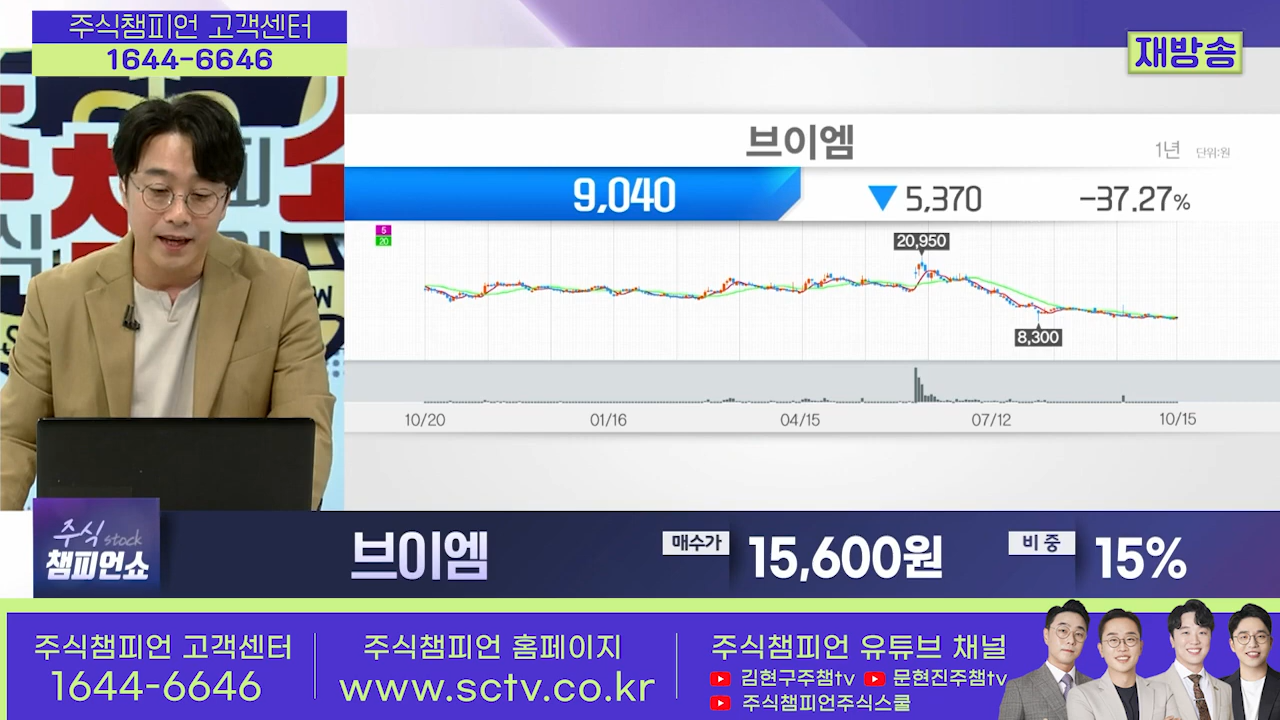 주식챔피언 고객센터
1644-6646
재방송
브이엠
1년 단위:원
9,040 ▼5,370 -37.27%
5
20
20,950
8,300
10/20 01/16 04/15 07/12 10/15
주식 stock
챔피언쇼
브이엠 매수가 15,600원 비중 15%
주식챔피언 고객센터
1644-6646
주식챔피언 홈페이지
www.sctv.co.kr
주식챔피언 유튜브 채널
김현구주챔tv 문현진주챔tv
주식챔피언주식스쿨